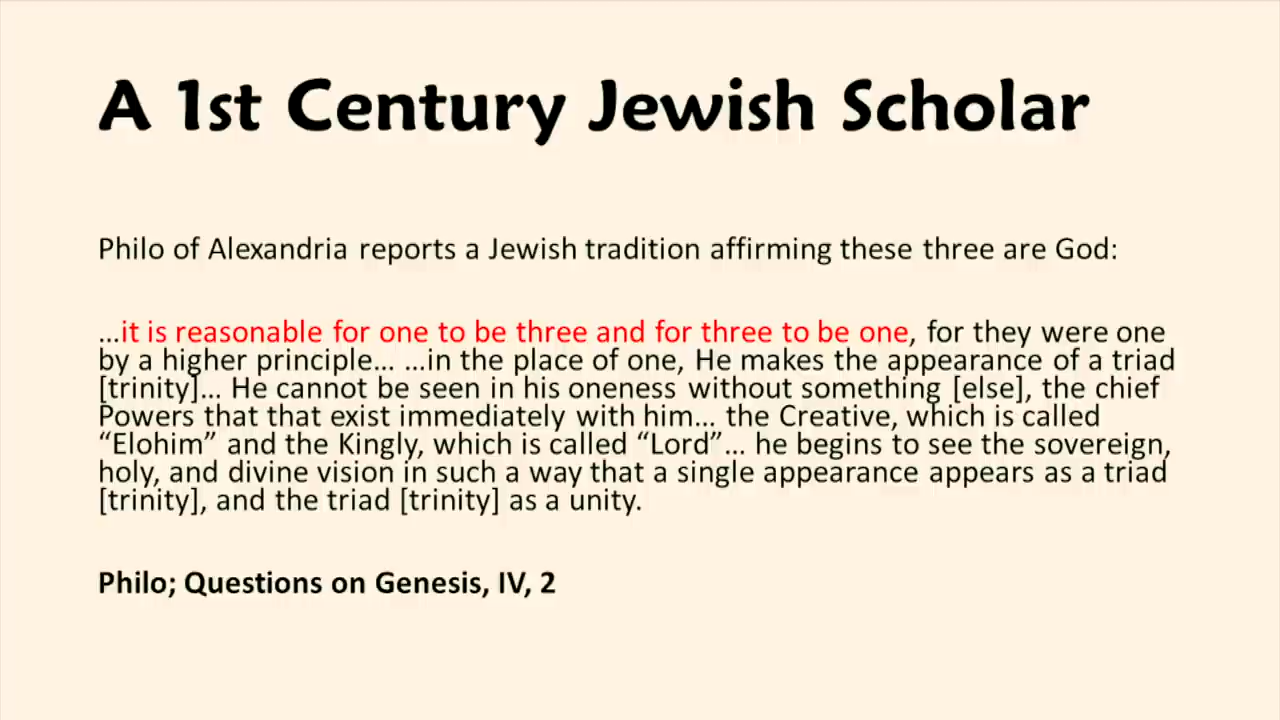 A 1st Century Jewish Scholar
Philo of Alexandria reports a Jewish tradition affirming these three are God:
...it is reasonable for one to be three and for three to be one, for they were one
by a higher principle... ...in the place of one, He makes the appearance of a triad
[trinity]... He cannot be seen in his oneness without something [else], the chief
Powers that that exist immediately with him... the Creative, which is called
“Elohim” and the Kingly, which is called “Lord”... he begins to see the sovereign,
holy, and divine vision in such a way that a single appearance appears as a triad
[trinity], and the triad [trinity] as a unity.
Philo; Questions on Genesis, IV, 2